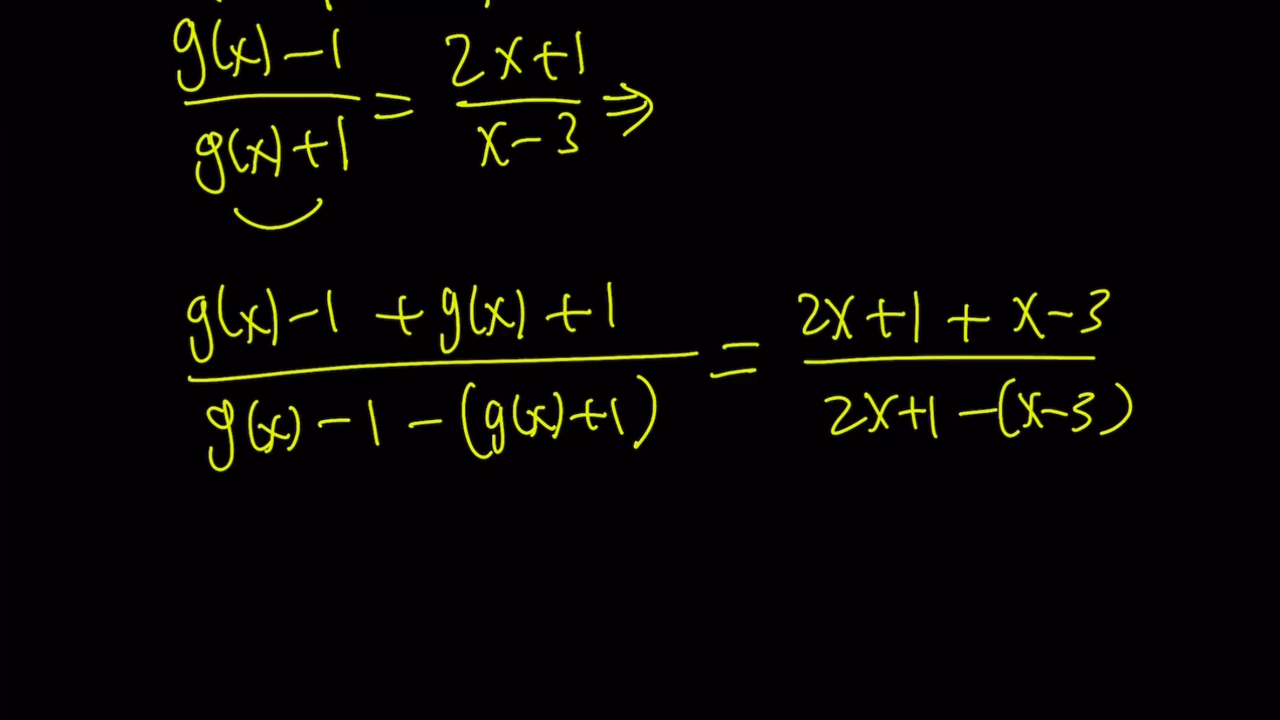 g(x)-1 / g(x)+1 = 2x+1 / x-3 ⇒
g(x)-1 + g(x)+1 / g(x)-1-(g(x)+1) = 2x+1+x-3 / 2x+1-(x-3)